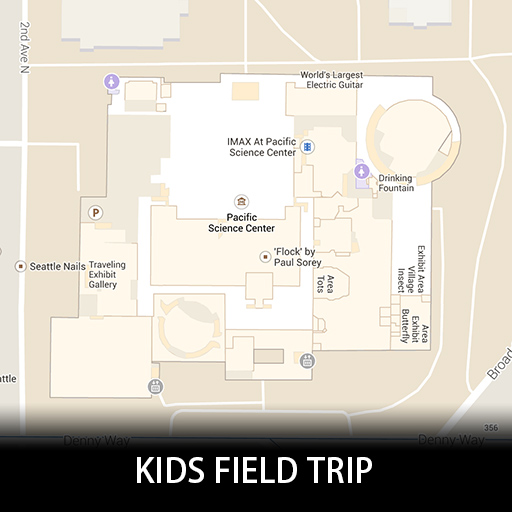 2nd Ave N
World's Largest
Electric Guitar
IMAX At Pacific
Science Center
Drinking
Fountain
P
Pacific
Science Center
'Flock' by
Paul Sorey
Seattle Nails
Traveling
Exhibit
Gallery
Tots
Area
Insect
Village
Exhibit Area
Butterfly
Exhibit
Area
attle
Broad
356
Denny Way
Denny Way
KIDS FIELD TRIP